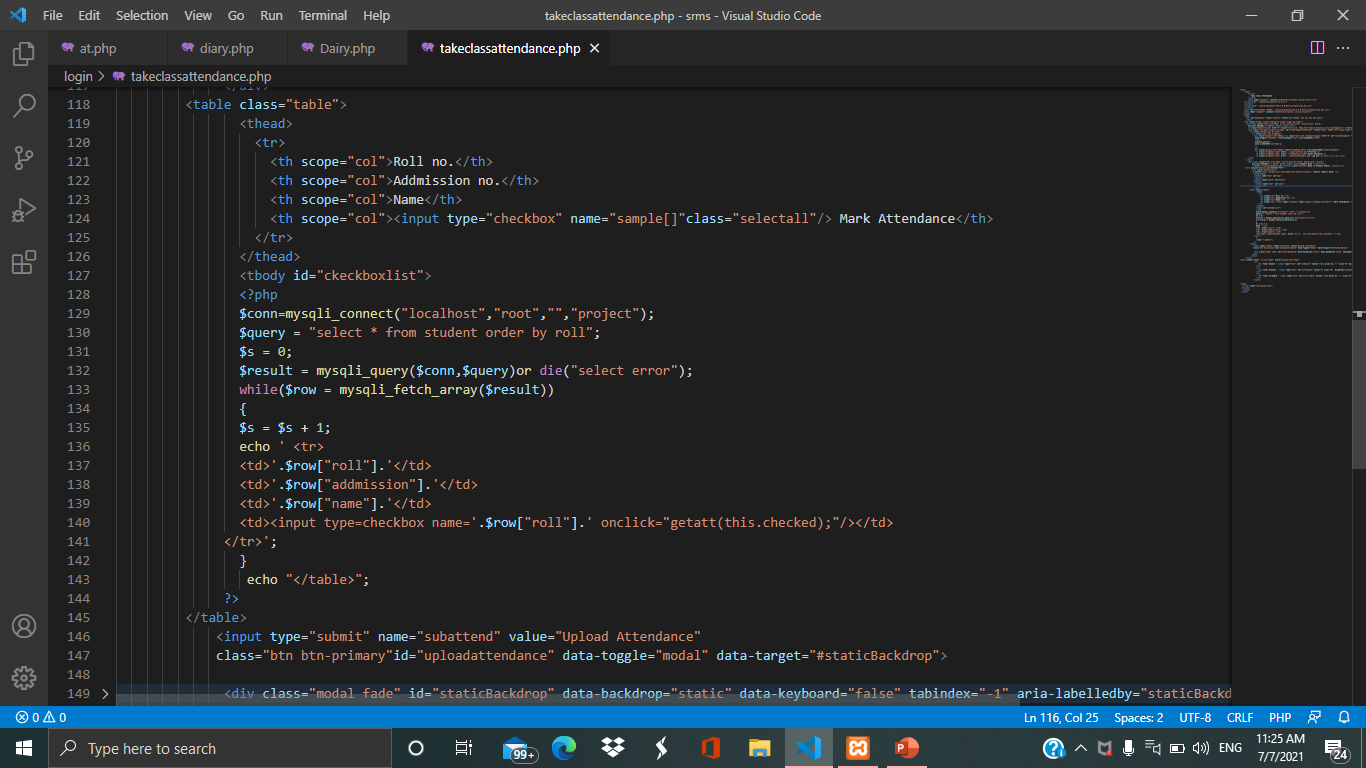 File Edit Selection View Go Run Terminal Help takeclassattendance.php - srms - Visual Studio Code
at.php diary.php Dairy.php takeclassattendance.php
login > takeclassattendance.php
117 </div>
118 <table class="table">
119 <thead>
120 <tr>
121 <th scope="col">Roll no.</th>
122 <th scope="col">Addmission no.</th>
123 <th scope="col">Name</th>
124 <th scope="col"><input type="checkbox" name="sample[]"class="selectall"/> Mark Attendance</th>
125 </tr>
126 </thead>
127 <tbody id="ckeckboxlist">
128 <?php
129 $conn=mysqli_connect("localhost","root","","project");
130 $query = "select * from student order by roll";
131 $s = 0;
132 $result = mysqli_query($conn,$query)or die("select error");
133 while($row = mysqli_fetch_array($result))
134 {
135 $s = $s + 1;
136 echo ' <tr>
137 <td>'.$row["roll"].'</td>
138 <td>'.$row["addmission"].'</td>
139 <td>'.$row["name"].'</td>
140 <td><input type=checkbox name='.$row["roll"].' onclick="getatt(this.checked);"/></td>
141 </tr>';
142 }
143 echo "</table>";
144 ?>
145 </table>
146 <input type="submit" name="subattend" value="Upload Attendance"
147 class="btn btn-primary"id="uploadattendance" data-toggle="modal" data-target="#staticBackdrop">
148
149 <div class="modal fade" id="staticBackdrop" data-backdrop="static" data-keyboard="false" tabindex="-1" aria-labelledby="staticBackd
0 0 Ln 116, Col 25 Spaces: 2 UTF-8 CRLF PHP
Type here to search 99+ ENG 11:25 AM
7/7/2021 24